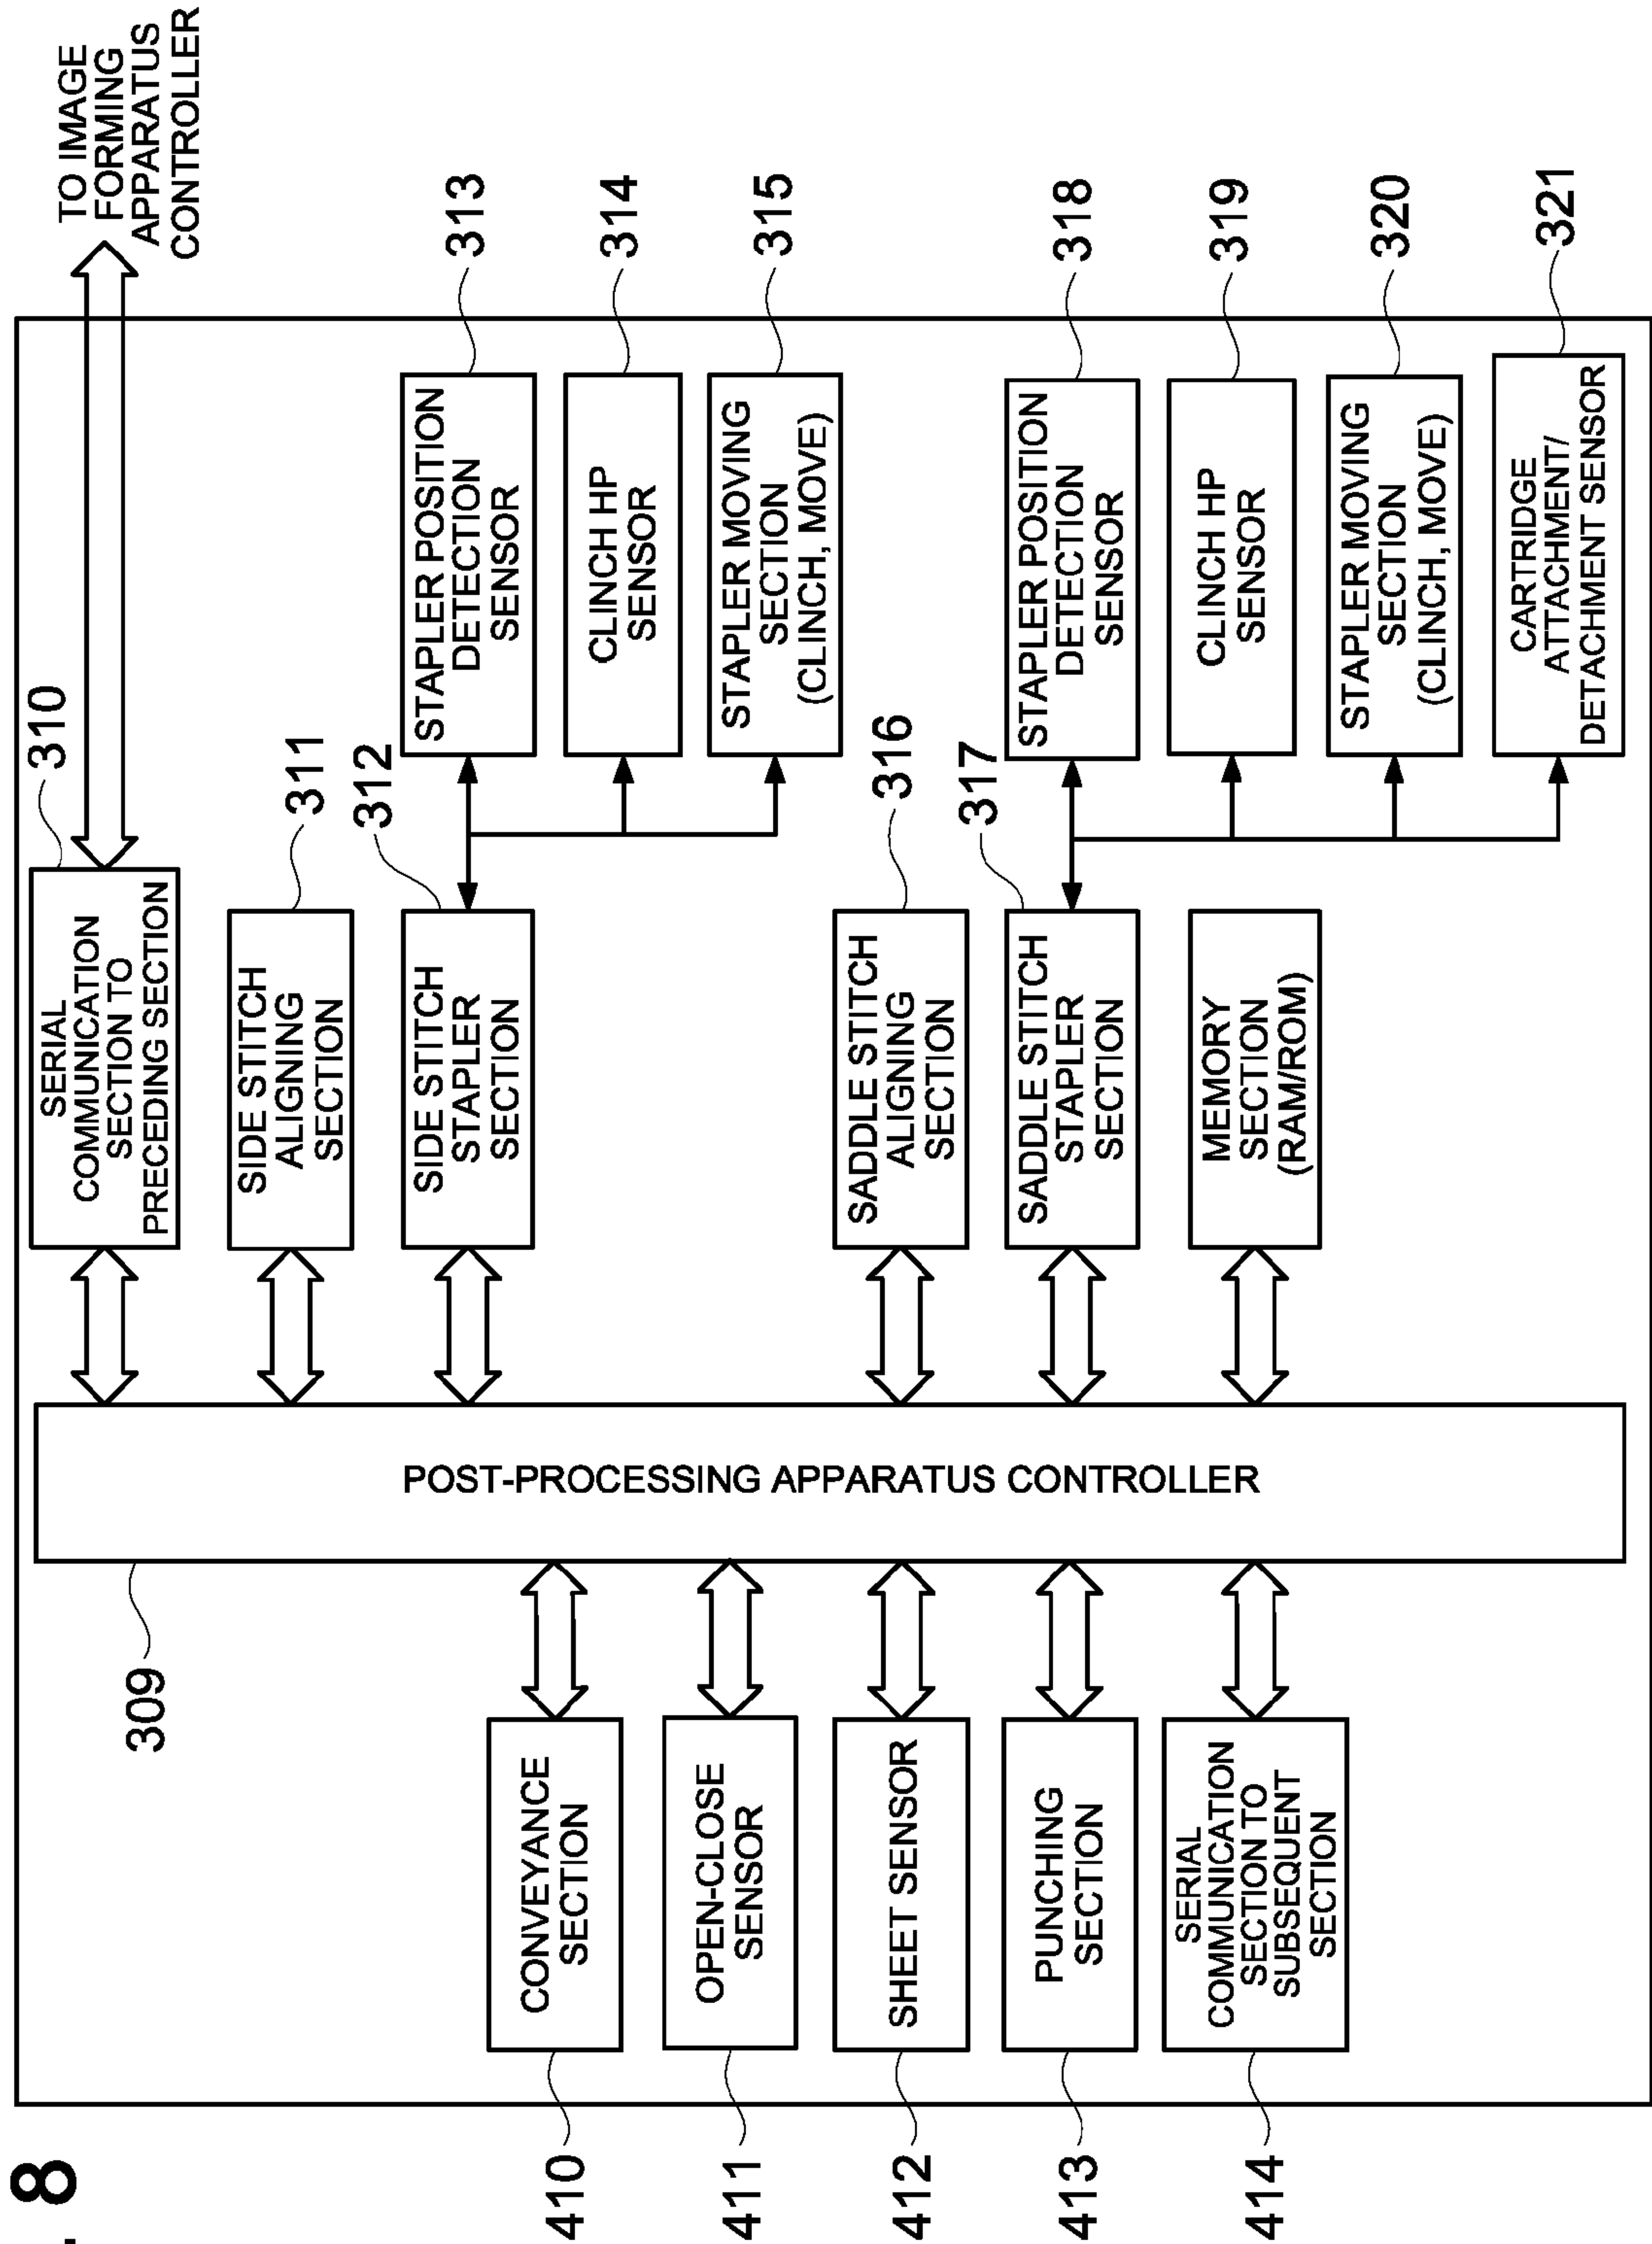 . 8
TO IMAGE
FORMING
APPARATUS
CONTROLLER
310
SERIAL
COMMUNICATION
SECTION TO
PRECEDING SECTION
311
SIDE STITCH
ALIGNING
SECTION
312
SIDE STITCH
STAPLER
SECTION
313
STAPLER POSITION
DETECTION
SENSOR
314
CLINCH HP
SENSOR
315
STAPLER MOVING
SECTION
(CLINCH, MOVE)
316
SADDLE STITCH
ALIGNING
SECTION
317
SADDLE STITCH
STAPLER
SECTION
318
STAPLER POSITION
DETECTION
SENSOR
319
CLINCH HP
SENSOR
320
STAPLER MOVING
SECTION
(CLINCH, MOVE)
321
CARTRIDGE
ATTACHMENT/
DETACHMENT SENSOR
MEMORY
SECTION
(RAM/ROM)
309
POST-PROCESSING APPARATUS CONTROLLER
410
CONVEYANCE
SECTION
411
OPEN-CLOSE
SENSOR
412
SHEET SENSOR
413
PUNCHING
SECTION
414
SERIAL
COMMUNICATION
SECTION TO
SUBSEQUENT
SECTION